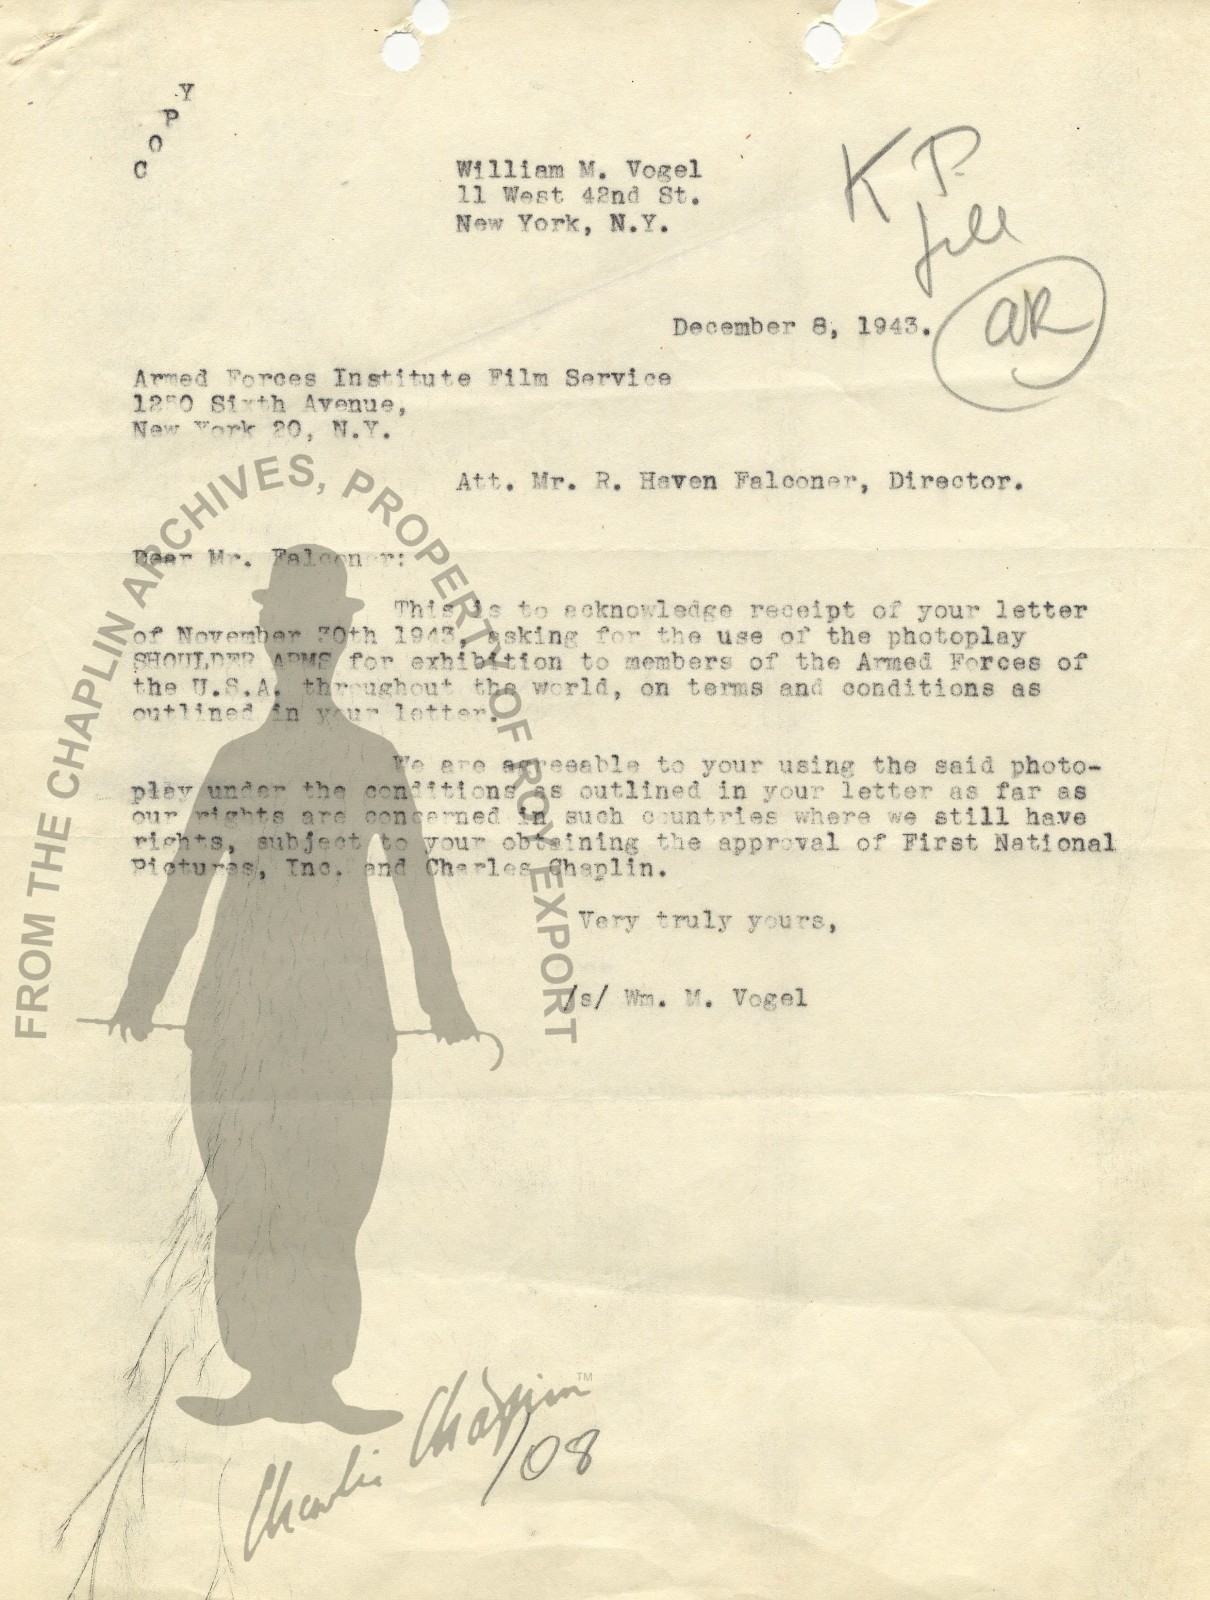 COPY
William M. Vogel
11 West 42nd St.
New York, N.Y.
K P.
December 8, 1943.
Armed Forces Institute Film Service
1250 Sixth Avenue,
New York 20, N.Y.
Att. Mr. R. Haven Falconer, Director.
Dear Mr. Falconer:
This is to acknowledge receipt of your letter
of November 30th 1943, asking for the use of the photoplay
SHOULDER ARMS for exhibition to members of the Armed Forces of
the U.S.A. throughout the world, on terms and conditions as
outlined in your letter.
We are agreeable to your using the said photo-
play under the conditions as outlined in your letter as far as
our rights are concerned in such countries where we still have
rights, subject to your obtaining the approval of First National
Pictures, Inc. and Charles Chaplin.
Very truly yours,
/s/ Wm. M. Vogel
FROM THE CHAPLIN ARCHIVES, PROPERTY OF ROY EXPORT
Charlie Chaplin™
108